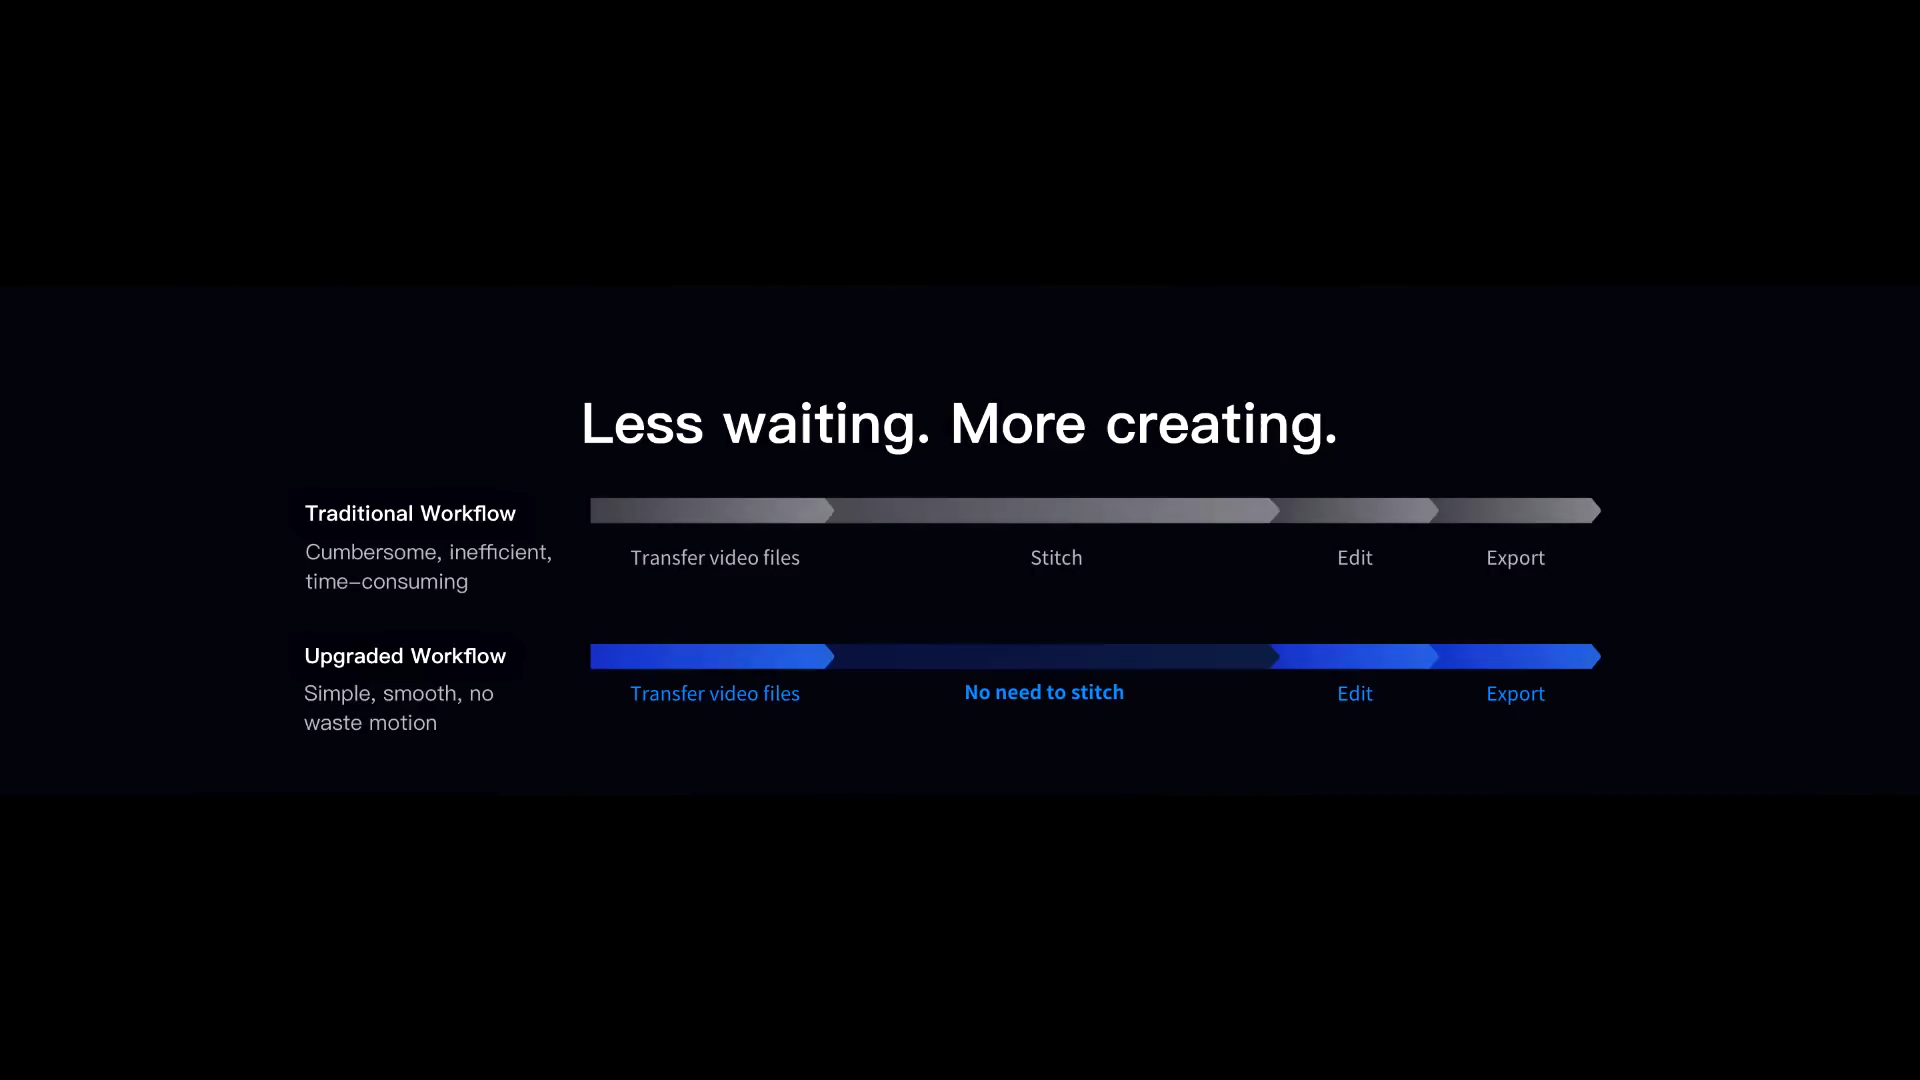 Less waiting. More creating.
Traditional Workflow
Cumbersome, inefficient,
time-consuming
Transfer video files
Stitch
Edit
Export
Upgraded Workflow
Simple, smooth, no
waste motion
Transfer video files
No need to stitch
Edit
Export